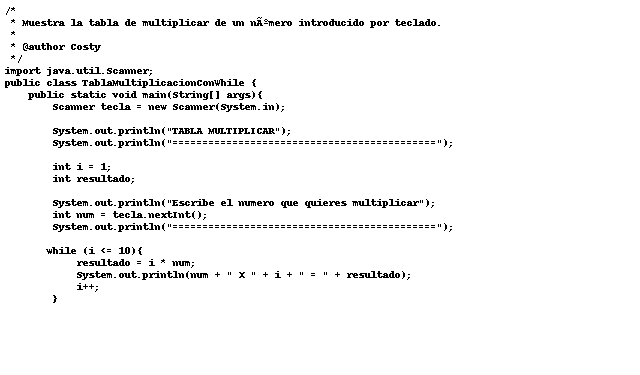 /*
 * Muestra la tabla de multiplicar de un nÃºmero introducido por teclado.
 *
 * @author Costy
 */
import java.util.Scanner;
public class TablaMultiplicacionConWhile {
    public static void main(String[] args){
        Scanner tecla = new Scanner(System.in);

        System.out.println("TABLA MULTIPLICAR");
        System.out.println("============================================");

        int i = 1;
        int resultado;

        System.out.println("Escribe el numero que quieres multiplicar");
        int num = tecla.nextInt();
        System.out.println("============================================");

       while (i <= 10){
            resultado = i * num;
            System.out.println(num + " X " + i + " = " + resultado);
            i++;
        }